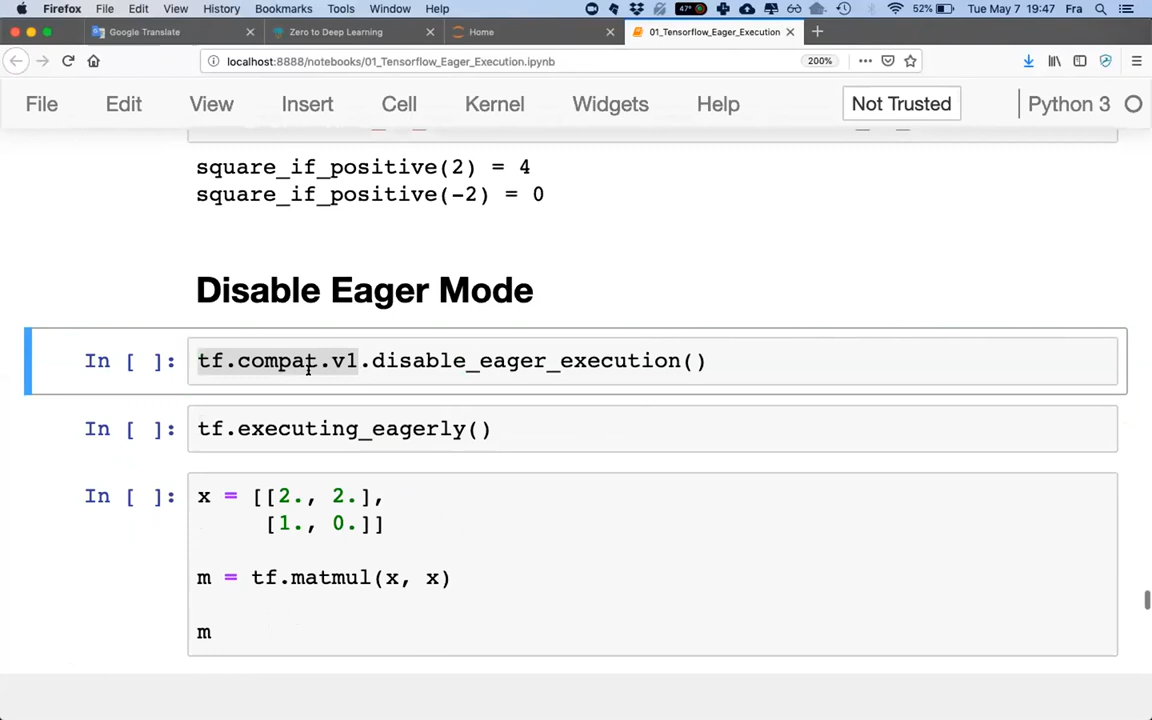 Firefox File Edit View History Bookmarks Tools Window Help 47° 52% Tue May 7 19:47 Fra
Google Translate Zero to Deep Learning Home 01_Tensorflow_Eager_Execution
localhost:8888/notebooks/01_Tensorflow_Eager_Execution.ipynb 200%
File Edit View Insert Cell Kernel Widgets Help Not Trusted Python 3
square_if_positive(2) = 4
square_if_positive(-2) = 0
Disable Eager Mode
In [ ]: tf.compat.v1.disable_eager_execution()
In [ ]: tf.executing_eagerly()
In [ ]: x = [[2., 2.],
[1., 0.]]
m = tf.matmul(x, x)
m